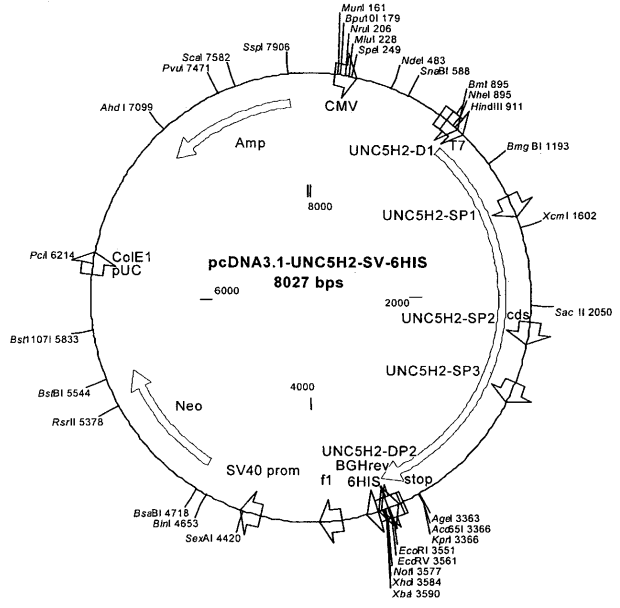 MunI 161
Bpu10I 179
NruI 206
MluI 228
SpeI 249
SspI 7906
ScaI 7582
PvuI 7471
AhdI 7099
NdeI 483
SnaBI 588
BmtI 895
NheI 895
HindIII 911
CMV
T7
Amp
UNC5H2-D1
BmgBI 1193
8000
UNC5H2-SP1
XcmI 1602
PciI 6214
ColE1
pUC
pcDNA3.1-UNC5H2-SV-6HIS
8027 bps
6000
2000
SacII 2050
UNC5H2-SP2
cds
Bst1107I 5833
UNC5H2-SP3
BstBI 5544
4000
Neo
RsrII 5378
UNC5H2-DP2
BGHrev
SV40 prom
f1
6HIS
stop
BsaBI 4718
BlnI 4653
SexAI 4420
AgeI 3363
Acc65I 3366
KpnI 3366
EcoRI 3551
EcoRV 3561
NotI 3577
XhoI 3584
XbaI 3590